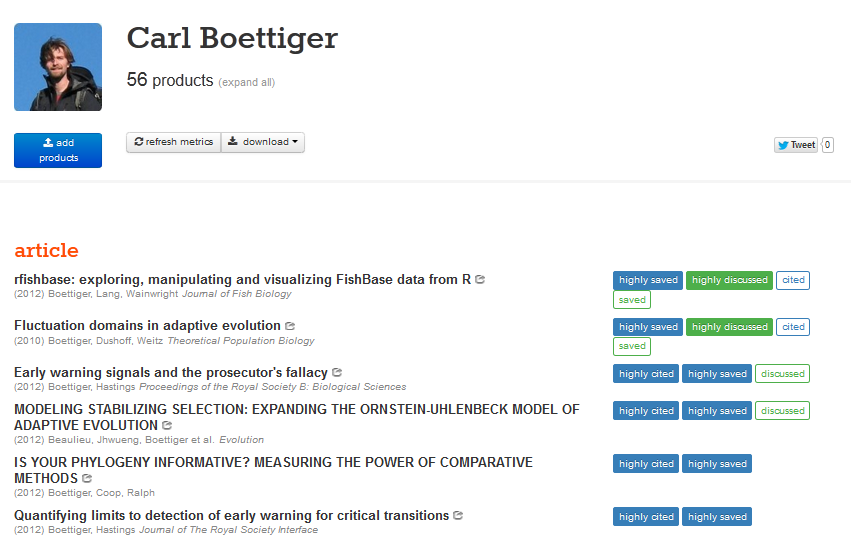 Carl Boettiger
56 products (expand all)
add products
refresh metrics
download
Tweet 0
article
rfishbase: exploring, manipulating and visualizing FishBase data from R
highly saved highly discussed cited
(2012) Boettiger, Lang, Wainwright Journal of Fish Biology
saved
Fluctuation domains in adaptive evolution
highly saved highly discussed cited
(2010) Boettiger, Dushoff, Weitz Theoretical Population Biology
saved
Early warning signals and the prosecutor's fallacy
highly cited highly saved discussed
(2012) Boettiger, Hastings Proceedings of the Royal Society B: Biological Sciences
MODELING STABILIZING SELECTION: EXPANDING THE ORNSTEIN-UHLENBECK MODEL OF
ADAPTIVE EVOLUTION
highly cited highly saved discussed
(2012) Beaulieu, Jhwueng, Boettiger et al. Evolution
IS YOUR PHYLOGENY INFORMATIVE? MEASURING THE POWER OF COMPARATIVE
METHODS
highly cited highly saved
(2012) Boettiger, Coop, Ralph
Quantifying limits to detection of early warning for critical transitions
highly cited highly saved
(2012) Boettiger, Hastings Journal of The Royal Society Interface